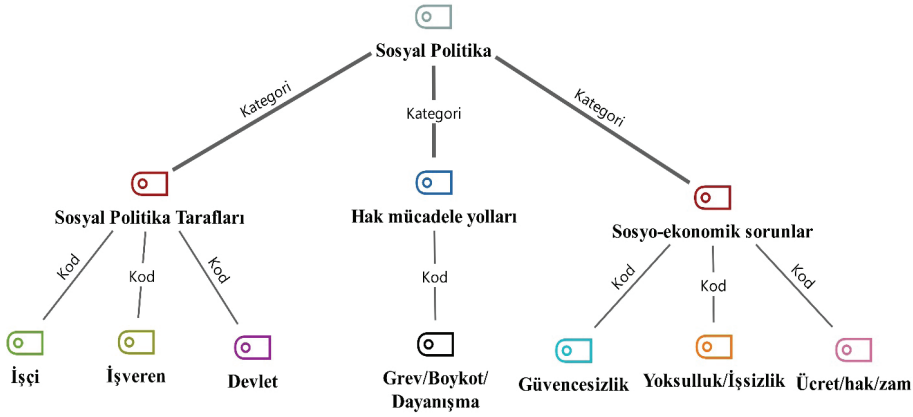 Sosyal Politika
Kategori
Kategori
Kategori
Sosyal Politika Tarafları
Hak mücadele yolları
Sosyo-ekonomik sorunlar
Kod
Kod
Kod
Kod
Kod
Kod
Kod
İşçi
İşveren
Devlet
Grev/Boykot/
Dayanışma
Güvencesizlik
Yoksulluk/İşsizlik
Ücret/hak/zam